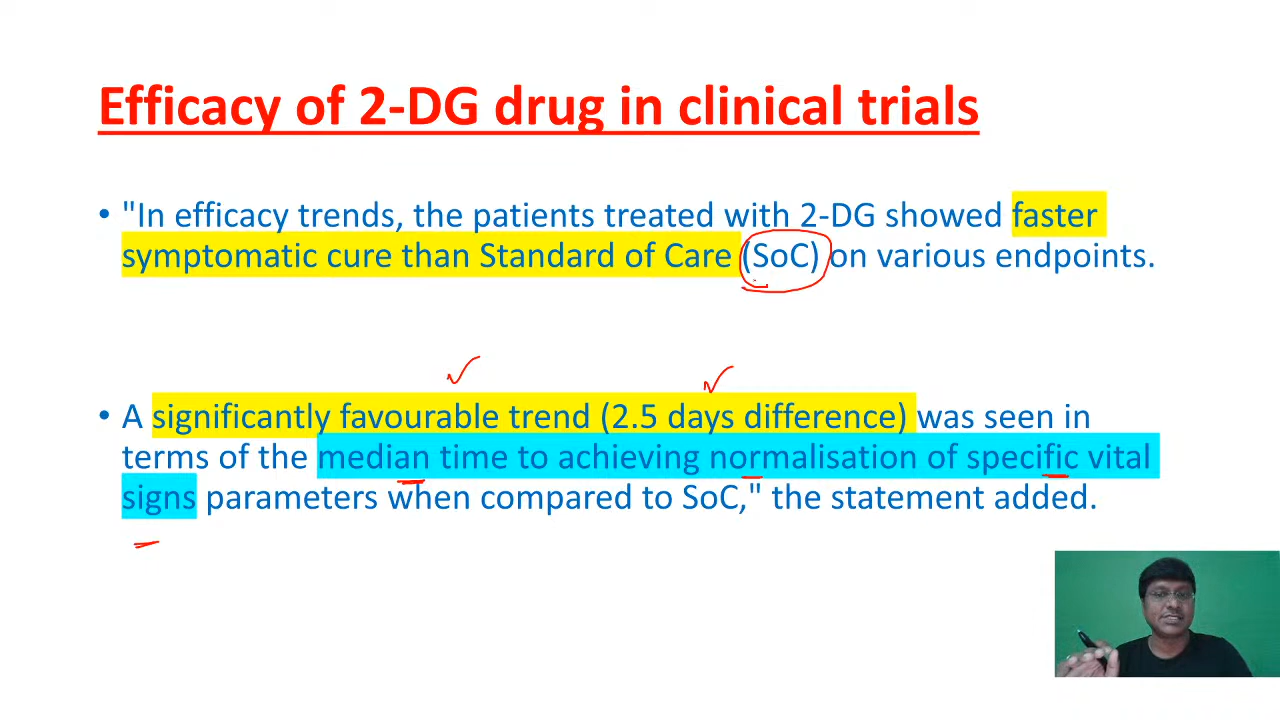 Efficacy of 2-DG drug in clinical trials
• "In efficacy trends, the patients treated with 2-DG showed faster
symptomatic cure than Standard of Care (SoC) on various endpoints.
• A significantly favourable trend (2.5 days difference) was seen in
terms of the median time to achieving normalisation of specific vital
signs parameters when compared to SoC," the statement added.